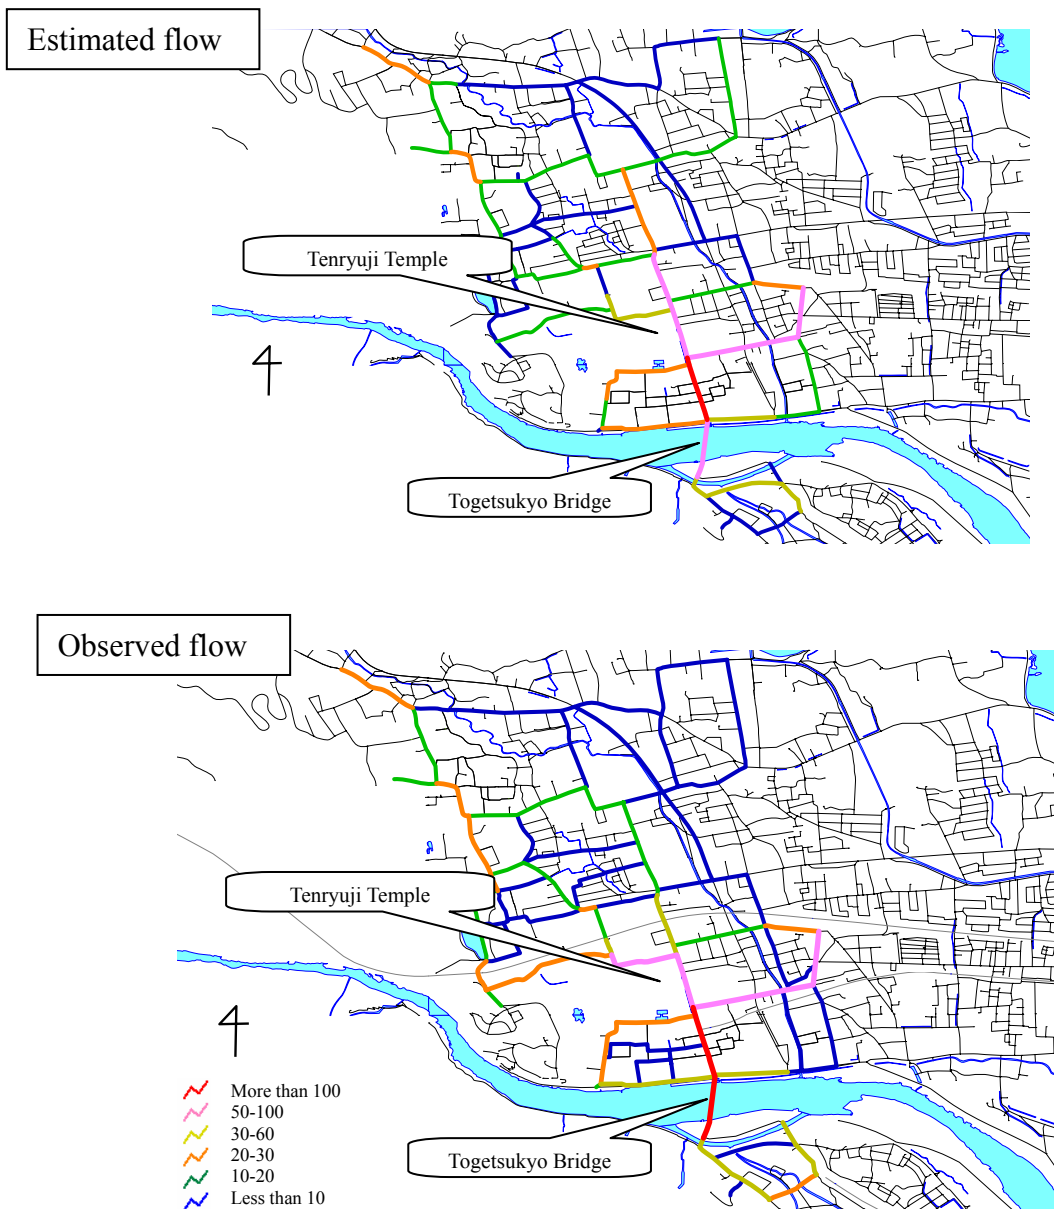 Estimated flow
Tenryuji Temple
Togetsukyo Bridge
Observed flow
Tenryuji Temple
More than 100
50-100
30-60
20-30
10-20
Less than 10
Togetsukyo Bridge